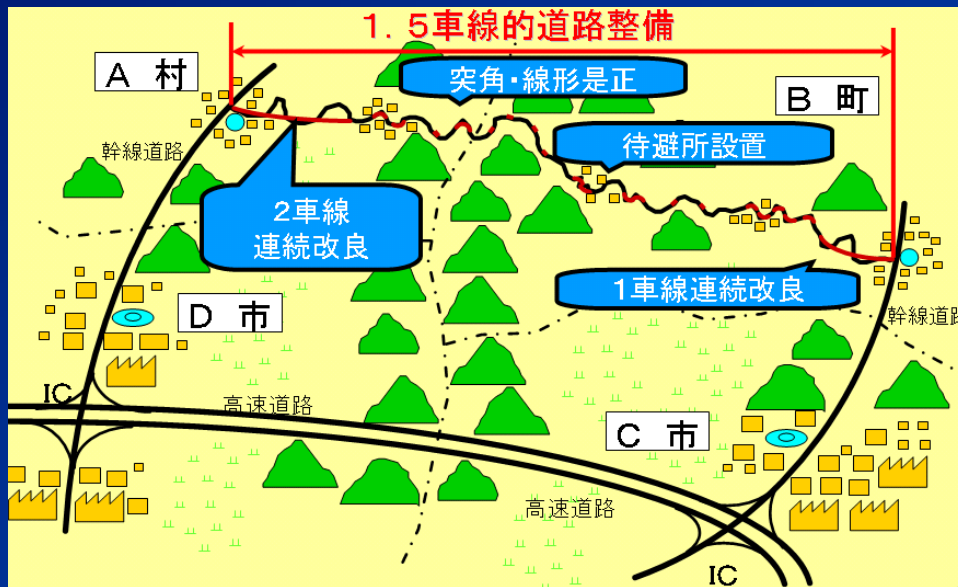 １．５車線的道路整備
Ａ 村
突角・線形是正
Ｂ 町
幹線道路
待避所設置
２車線
連続改良
１車線連続改良
Ｄ 市
幹線道路
IC
高速道路
Ｃ 市
高速道路
IC